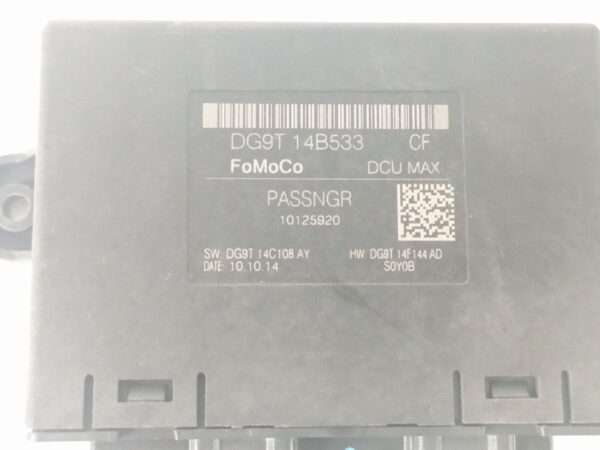 DG9T 14B533 CF
FoMoCo DCU MAX
PASSNGR
10125920
SW: DG9T 14C108 AY HW: DG9T 14F144 AD
DATE: 10.10.14 S0Y0B